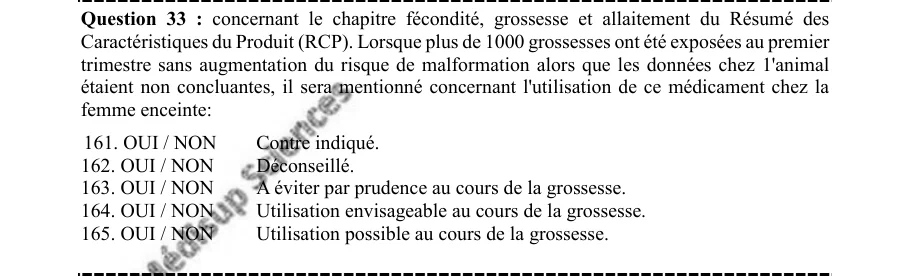 Question 33 : concernant le chapitre fécondité, grossesse et allaitement du Résumé des
Caractéristiques du Produit (RCP). Lorsque plus de 1000 grossesses ont été exposées au premier
trimestre sans augmentation du risque de malformation alors que les données chez l'animal
étaient non concluantes, il sera mentionné concernant l'utilisation de ce médicament chez la
femme enceinte:
161. OUI / NON Contre indiqué.
162. OUI / NON Déconseillé.
163. OUI / NON A éviter par prudence au cours de la grossesse.
164. OUI / NON Utilisation envisageable au cours de la grossesse.
165. OUI / NON Utilisation possible au cours de la grossesse.
Médisup Sciences